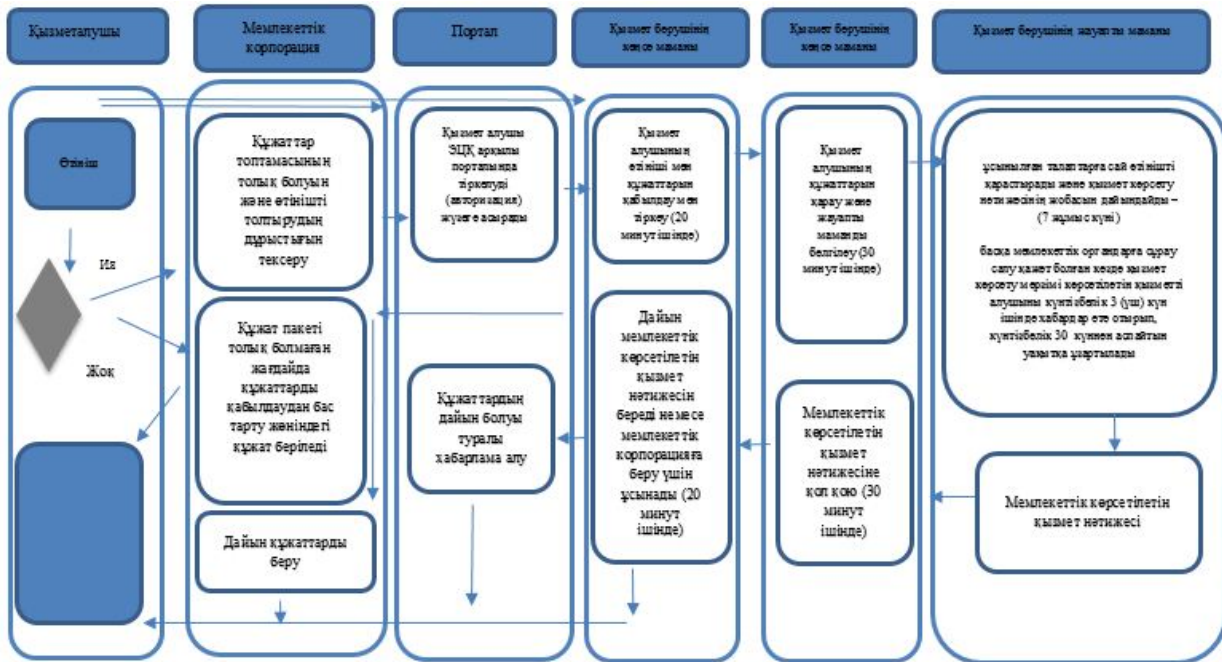 Қызметалушы
Мемлекеттік
корпорация
Портал
Қызмет берушінің
кеңсе маманы
Қызмет берушінің
кеңсе маманы
Қызмет берушінің жауапты маманы
Өтініш
Ия
Жоқ
Құжаттар
топтамасының
толық болуын
және өтінішті
толтырудың
дұрыстығын
тексеру
Құжат пакеті
толық болмаған
жағдайда
құжаттарды
қабылдаудан бас
тарту жөніндегі
құжат беріледі
Дайын құжаттарды
беру
Қызмет алушы
ЭЦҚ арқылы
порталында
тіркелуді
(авторизация)
жүзеге асырады
Құжаттардың
дайын болуы
туралы
хабарлама алу
Қызмет
алушының
өтініші мен
құжаттарын
қабылдау мен
тіркеу (20
минут ішінде)
Дайын
мемлекеттік
көрсетілетін
қызмет
нәтижесін
береді немесе
мемлекеттік
корпорацияға
беру үшін
ұсынады (20
минут
ішінде)
Қызмет
алушының
құжаттарын
қарау және
жауапты
маманды
белгілеу (30
минут ішінде)
Мемлекеттік
көрсетілетін
қызмет
нәтижесіне
қол қою (30
минут
ішінде)
ұсынылған талаптарға сай өтінішті
қарастырады және қызмет көрсету
нәтижесінің жобасын дайындайды –
(7 жұмыс күні)
басқа мемлекеттік органдарға сұрау
салу қажет болған кезде қызмет
көрсету мерзімі көрсетілетін қызметті
алушыны күнтізбелік 3 (үш) күн
ішінде хабардар ете отырып,
күнтізбелік 30 күннен аспайтын
уақытқа ұзартылады
Мемлекеттік көрсетілетін
қызмет нәтижесі